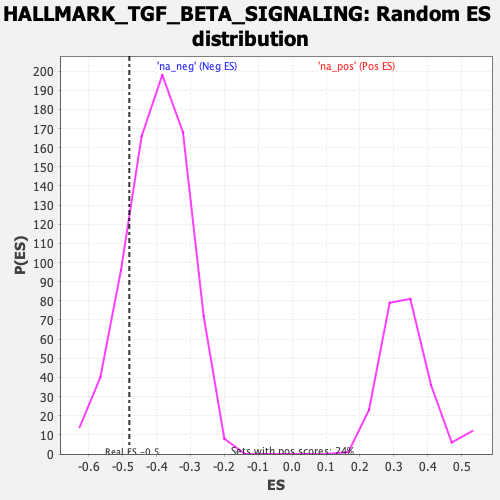 HALLMARK_TGF_BETA_SIGNALING: Random ES
distribution
'na_neg' (Neg ES)
'na_pos' (Pos ES)
200
190
180
170
160
150
140
130
120
110
100
90
80
70
60
50
40
30
20
10
0
P(ES)
Real ES -0.5
Sets with pos scores: 24%
-0.6 -0.5 -0.4 -0.3 -0.2 -0.1 0.0 0.1 0.2 0.3 0.4 0.5
ES